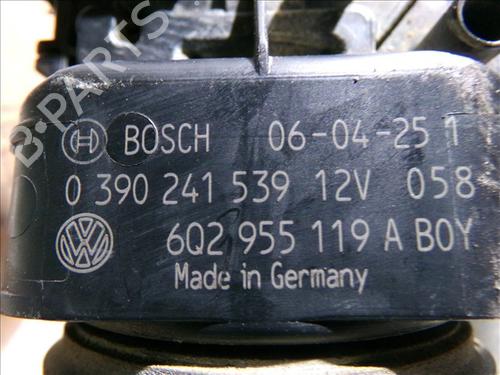 B-PARTS
BOSCH 06-04-25 1
0 390 241 539 12V 058
6Q2 955 119 A BOY
Made in Germany